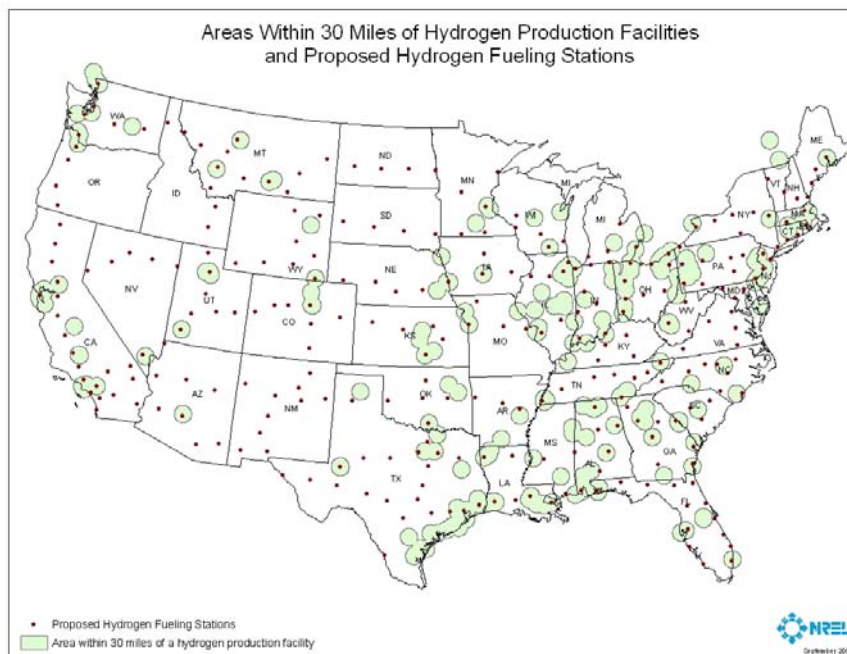 Areas Within 30 Miles of Hydrogen Production Facilities
and Proposed Hydrogen Fueling Stations
WA
MT
ND
MN
MI
ME
VT
NH
OR
ID
SD
WI
MI
NY
MA
CT
WY
IA
PA
NV
NE
IL
IN
OH
MD
UT
CO
KS
MO
WV
VA
KY
CA
NC
TN
AZ
NM
OK
AR
SC
MS
AL
GA
TX
LA
FL
Proposed Hydrogen Fueling Stations
Area within 30 miles of a hydrogen production facility
NREL